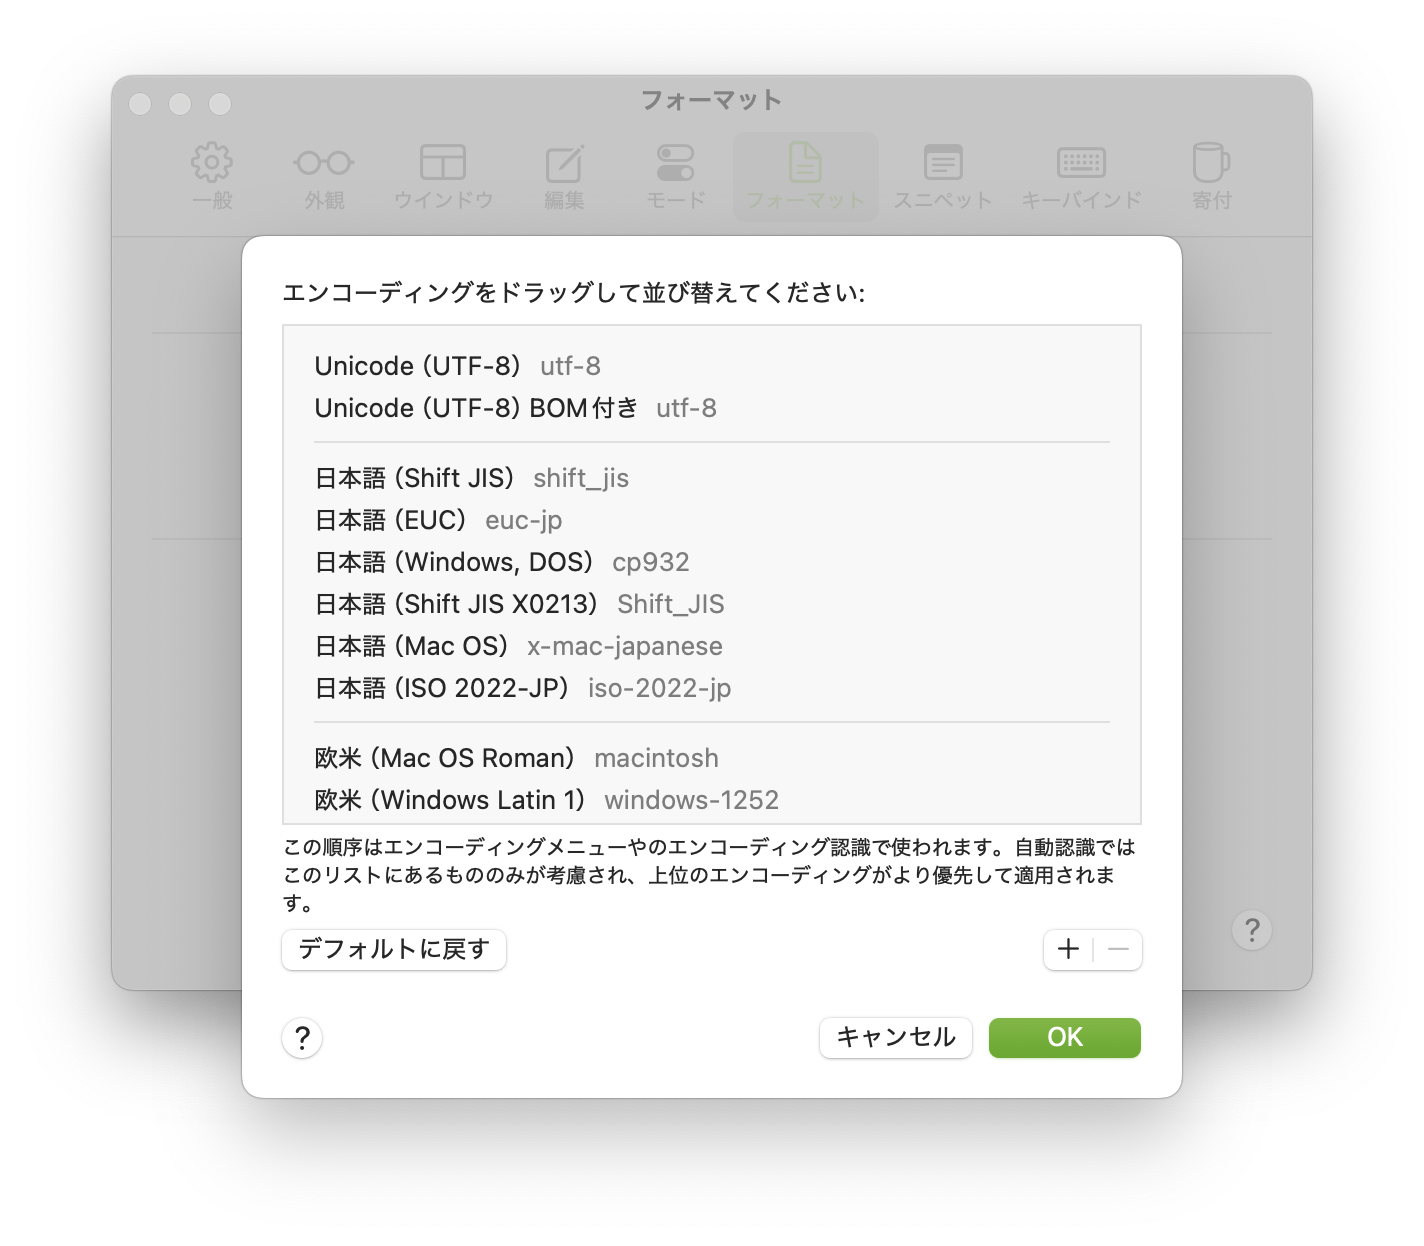 フォーマット
一般 外観 ウインドウ 編集 モード フォーマット スニペット キーバインド 寄付
エンコーディングをドラッグして並び替えてください:
Unicode (UTF-8) utf-8
Unicode (UTF-8) BOM付き utf-8
日本語 (Shift JIS) shift_jis
日本語 (EUC) euc-jp
日本語 (Windows, DOS) cp932
日本語 (Shift JIS X0213) Shift_JIS
日本語 (Mac OS) x-mac-japanese
日本語 (ISO 2022-JP) iso-2022-jp
欧米 (Mac OS Roman) macintosh
欧米 (Windows Latin 1) windows-1252
この順序はエンコーディングメニューやのエンコーディング認識で使われます。自動認識では
このリストにあるもののみが考慮され、上位のエンコーディングがより優先して適用されま
す。
?
デフォルトに戻す + −
? キャンセル OK